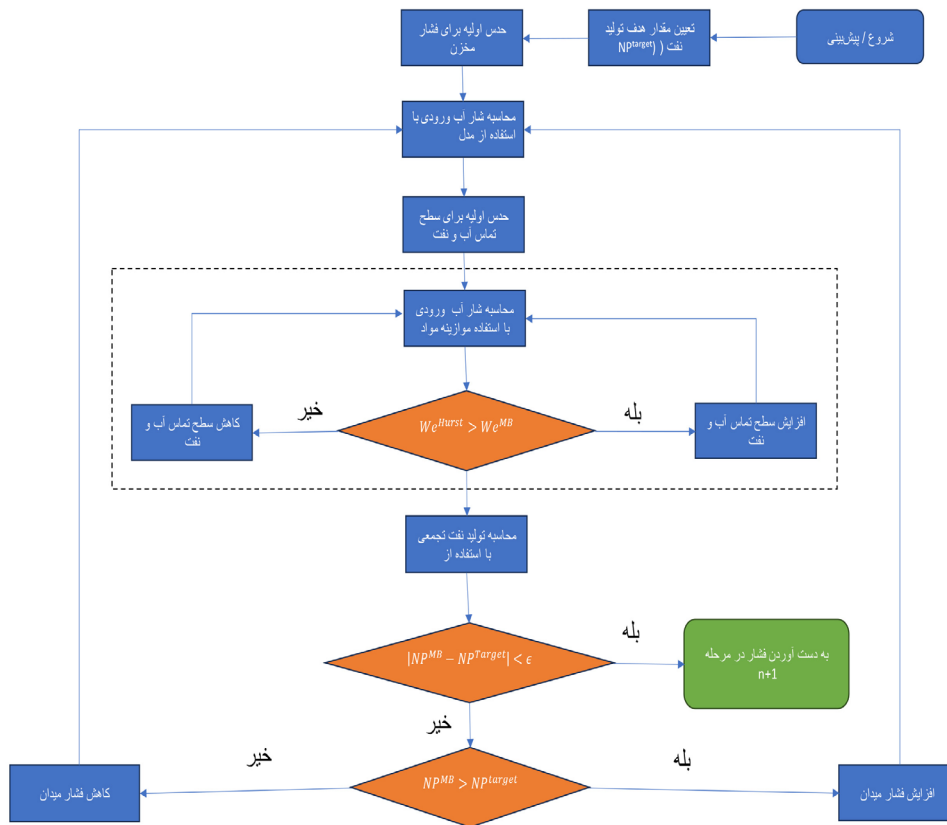 شروع / پیش‌بینی
تعیین مقدار هدف تولید
نفت ( (NPtarget
حدس اولیه برای فشار
مخزن
محاسبه شار آب ورودی با
استفاده از مدل
حدس اولیه برای سطح
تماس آب و نفت
محاسبه شار آب ورودی
با استفاده موازینه مواد
خیر
We^Hurst > We^MB
بله
کاهش سطح تماس آب و
نفت
افزایش سطح تماس آب و
نفت
محاسبه تولید نفت تجمعی
با استفاده از
|NP^MB − NP^Target| < ϵ
بله
به دست آوردن فشار در مرحله
n+1
خیر
خیر
NP^MB > NP^target
بله
کاهش فشار میدان
افزایش فشار میدان